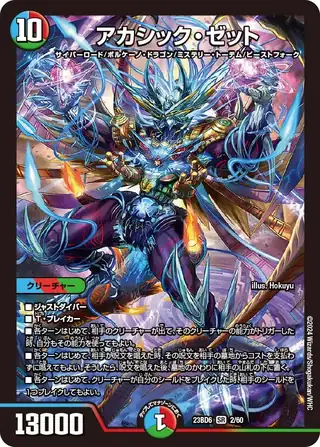 10
アカシック・ゼット
サイバーロード/ボルケーノ・ドラゴン/ミステリー・トーテム/ビーストフォーク
illus. Hokuyu
クリーチャー
ジャストダイバー
T・ブレイカー
各ターンはじめて、相手のクリーチャーが出て、そのクリーチャーの能力がトリガーした
時、自分もその能力を使ってもよい。
各ターンはじめて、相手が呪文を唱えた時、自分はその呪文を相手の墓地からコストを支払わ
ずに唱えてもよい。そうしたら、唱えた後、墓地のかわりに相手の山札の下に置く。
各ターンはじめて、クリーチャーが自分のシールドをブレイクした時、相手のシールドを
1つブレイクしてもよい。
13000
23BD6 SR 2/60